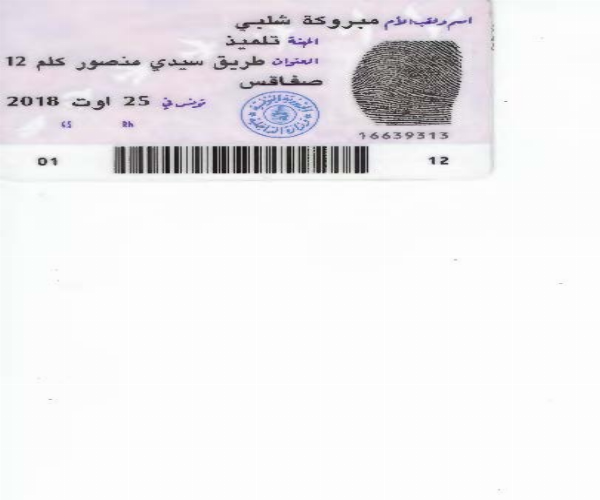 اسم ولقب الأم مبروكة شلبي
المهنة تلميذ
العنوان طريق سيدي منصور كلم 12
صفاقس
تونس في 25 اوت 2018
16639313
01
12